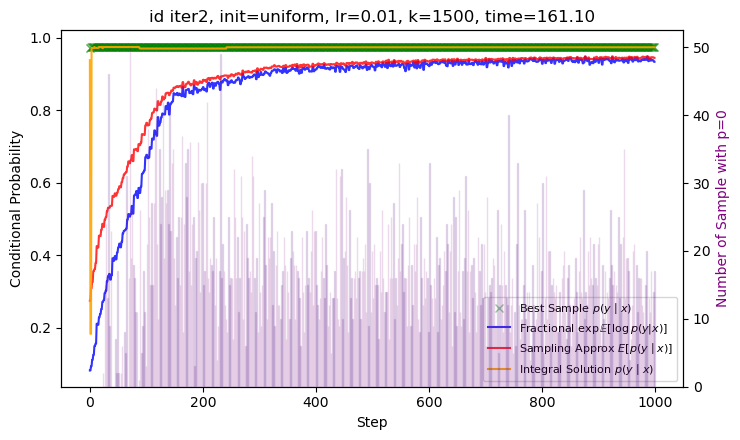 id iter2, init=uniform, lr=0.01, k=1500, time=161.10
Conditional Probability
1.0
0.8
0.6
0.4
0.2
50
40
30
20
10
0
Number of Sample with p=0
Best Sample p(y | x)
Fractional exp𝔼[log p(y|x)]
Sampling Approx E[p(y | x)]
Integral Solution p(y | x)
0 200 400 600 800 1000
Step